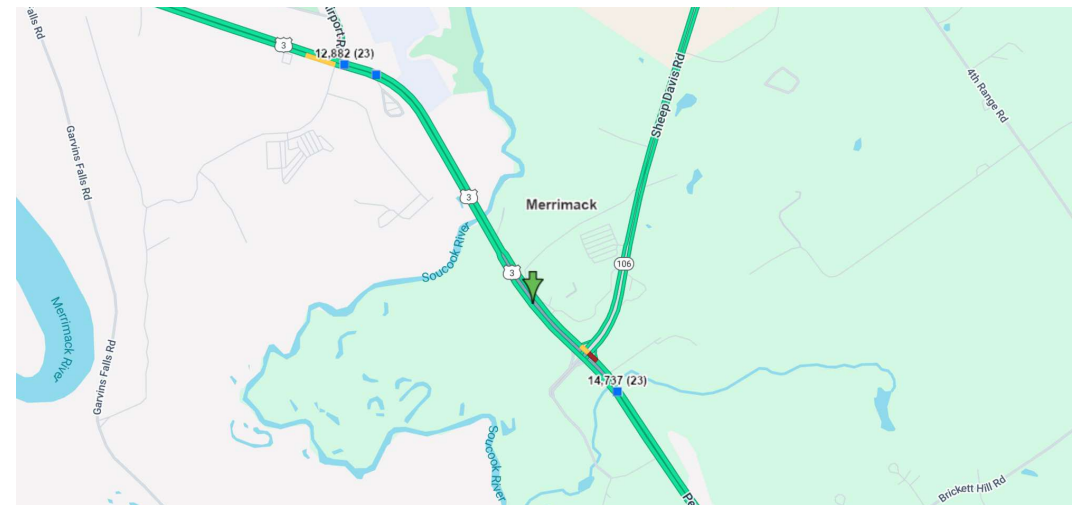 alls Rd
3
Airport R
12,882 (23)
4th Range Rd
Sheep Davis Rd
Garvins Falls Rd
3
Merrimack
Soucook River
106
3
Merrimack River
Garvins Falls Rd
14,737 (23)
Soucook River
Brickett Hill Rd
Pe